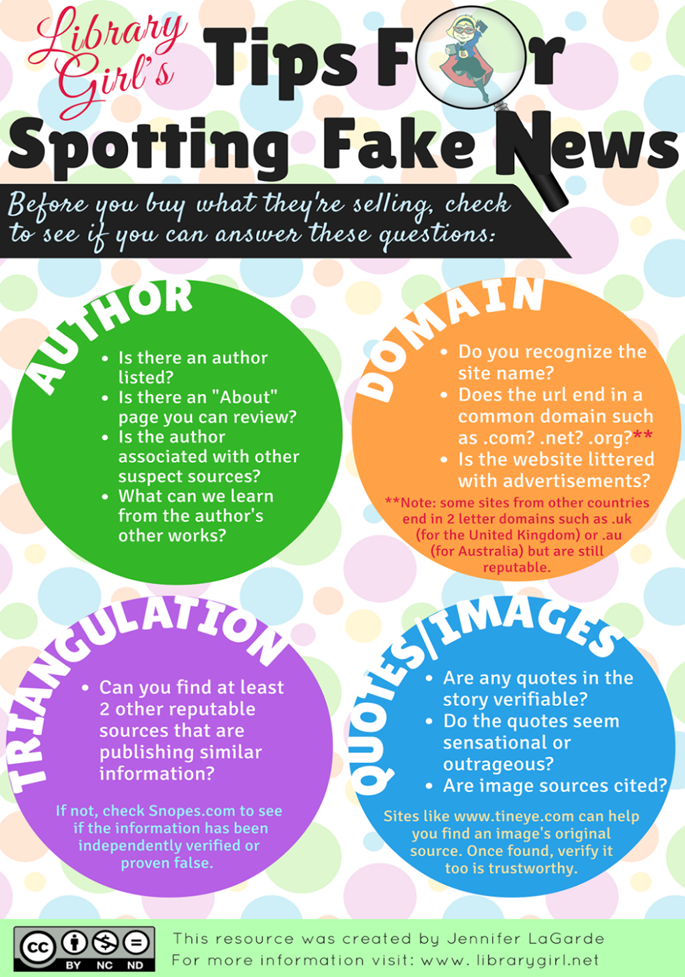 Library
Girl's
Tips For
Spotting Fake News
Before you buy what they're selling, check
to see if you can answer these questions:
AUTHOR
• Is there an author
listed?
• Is there an "About"
page you can review?
• Is the author
associated with other
suspect sources?
• What can we learn
from the author's
other works?
DOMAIN
• Do you recognize the
site name?
• Does the url end in a
common domain such
as .com? .net? .org?**
• Is the website littered
with advertisements?
**Note: some sites from other countries
end in 2 letter domains such as .uk
(for the United Kingdom) or .au
(for Australia) but are still
reputable.
TRIANGULATION
• Can you find at least
2 other reputable
sources that are
publishing similar
information?
If not, check Snopes.com to see
if the information has been
independently verified or
proven false.
QUOTES/IMAGES
• Are any quotes in the
story verifiable?
• Do the quotes seem
sensational or
outrageous?
• Are image sources cited?
Sites like www.tineye.com can help
you find an image's original
source. Once found, verify it
too is trustworthy.
cc
BY NC ND
This resource was created by Jennifer LaGarde
For more information visit: www. librarygirl.net